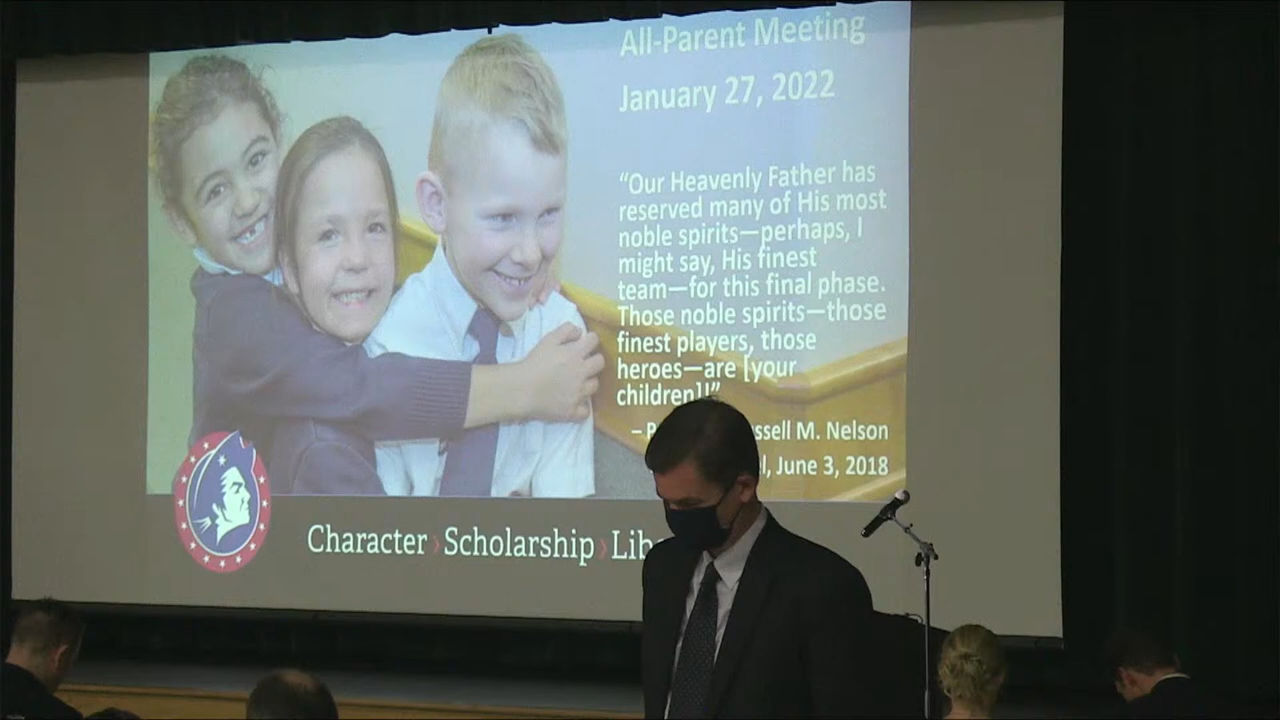 All-Parent Meeting
January 27, 2022
“Our Heavenly Father has
reserved many of His most
noble spirits—perhaps, I
might say, His finest
team—for this final phase.
Those noble spirits—those
finest players, those
heroes—are [your
children]!”
– ssell M. Nelson
June 3, 2018
Character › Scholarship › Lib